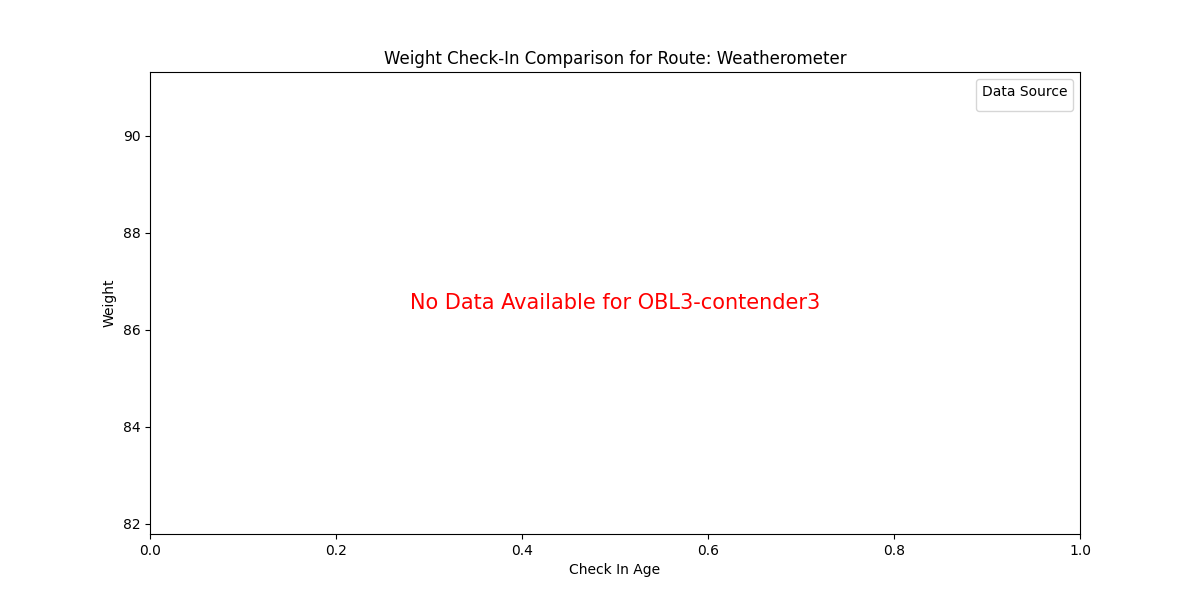 Weight Check-In Comparison for Route: Weatherometer
Data Source
90
88
86
84
82
Weight
No Data Available for OBL3-contender3
0.0 0.2 0.4 0.6 0.8 1.0
Check In Age